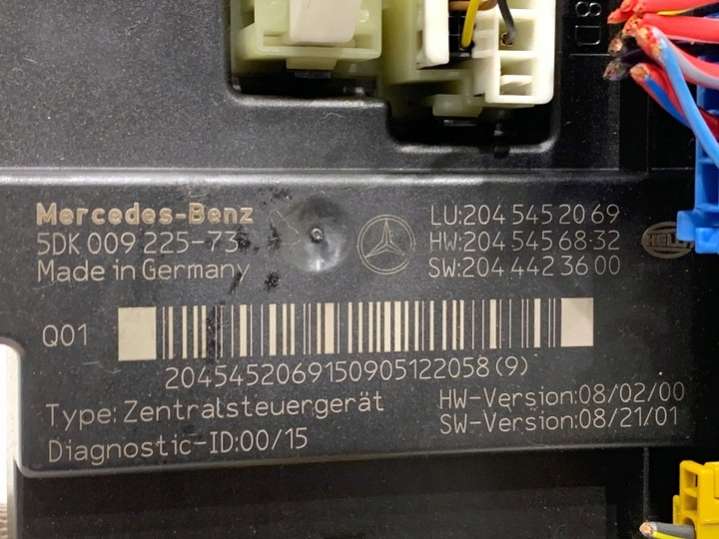 Mercedes-Benz
5DK 009 225-73
Made in Germany
LU:204 545 20 69
HW:204 545 68-32
SW:204 442 36 00
HELLA
Q01
2045452069150905122058(9)
Type: Zentralsteuergerät
Diagnostic-ID:00/15
HW-Version:08/02/00
SW-Version:08/21/01